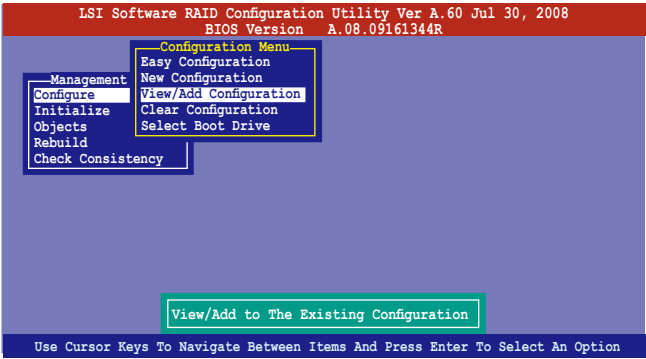 LSI Software RAID Configuration Utility Ver A.60 Jul 30, 2008
BIOS Version A.08.09161344R
Management
Configure
Initialize
Objects
Rebuild
Check Consistency
Configuration Menu
Easy Configuration
New Configuration
View/Add Configuration
Clear Configuration
Select Boot Drive
View/Add to The Existing Configuration
Use Cursor Keys To Navigate Between Items And Press Enter To Select An Option